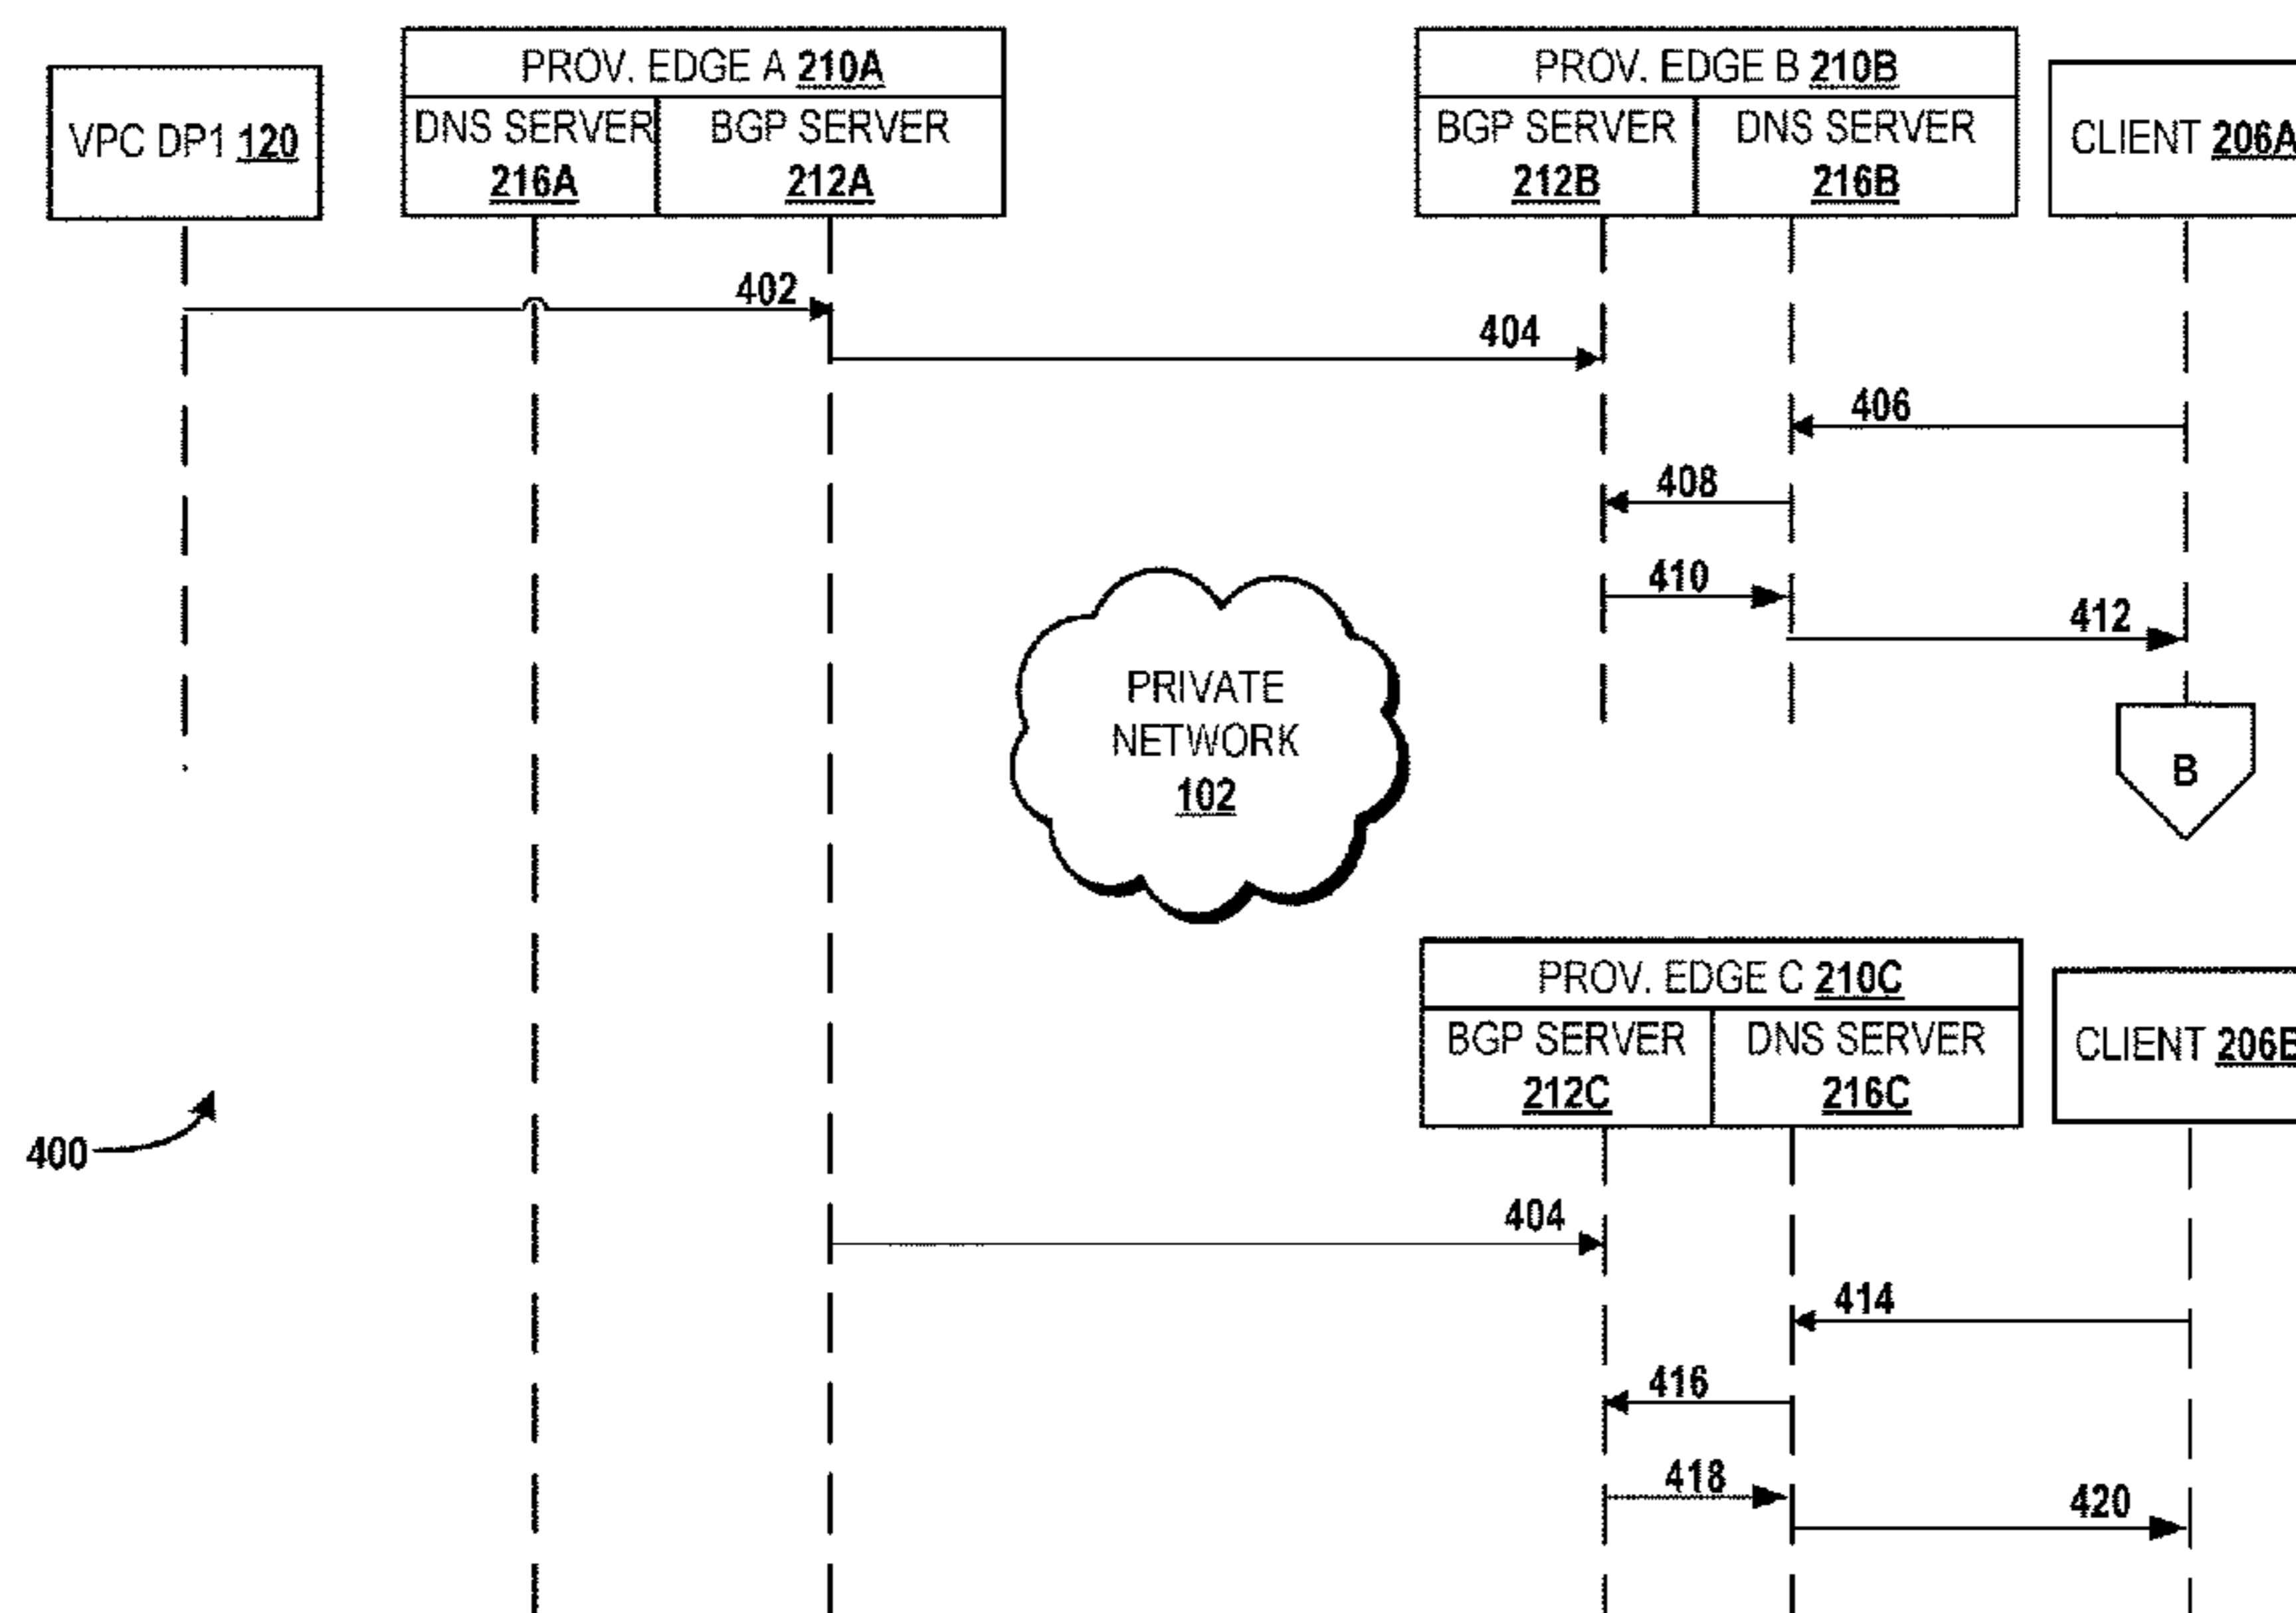 PROV. EDGE A 210A
PROV. EDGE B 210B
VPC DP1 120
DNS SERVER
216A
BGP SERVER
212A
BGP SERVER
212B
DNS SERVER
216B
CLIENT 206A
402
404
406
408
410
412
PRIVATE
NETWORK
102
B
PROV. EDGE C 210C
BGP SERVER
212C
DNS SERVER
216C
CLIENT 206B
400
404
414
416
418
420